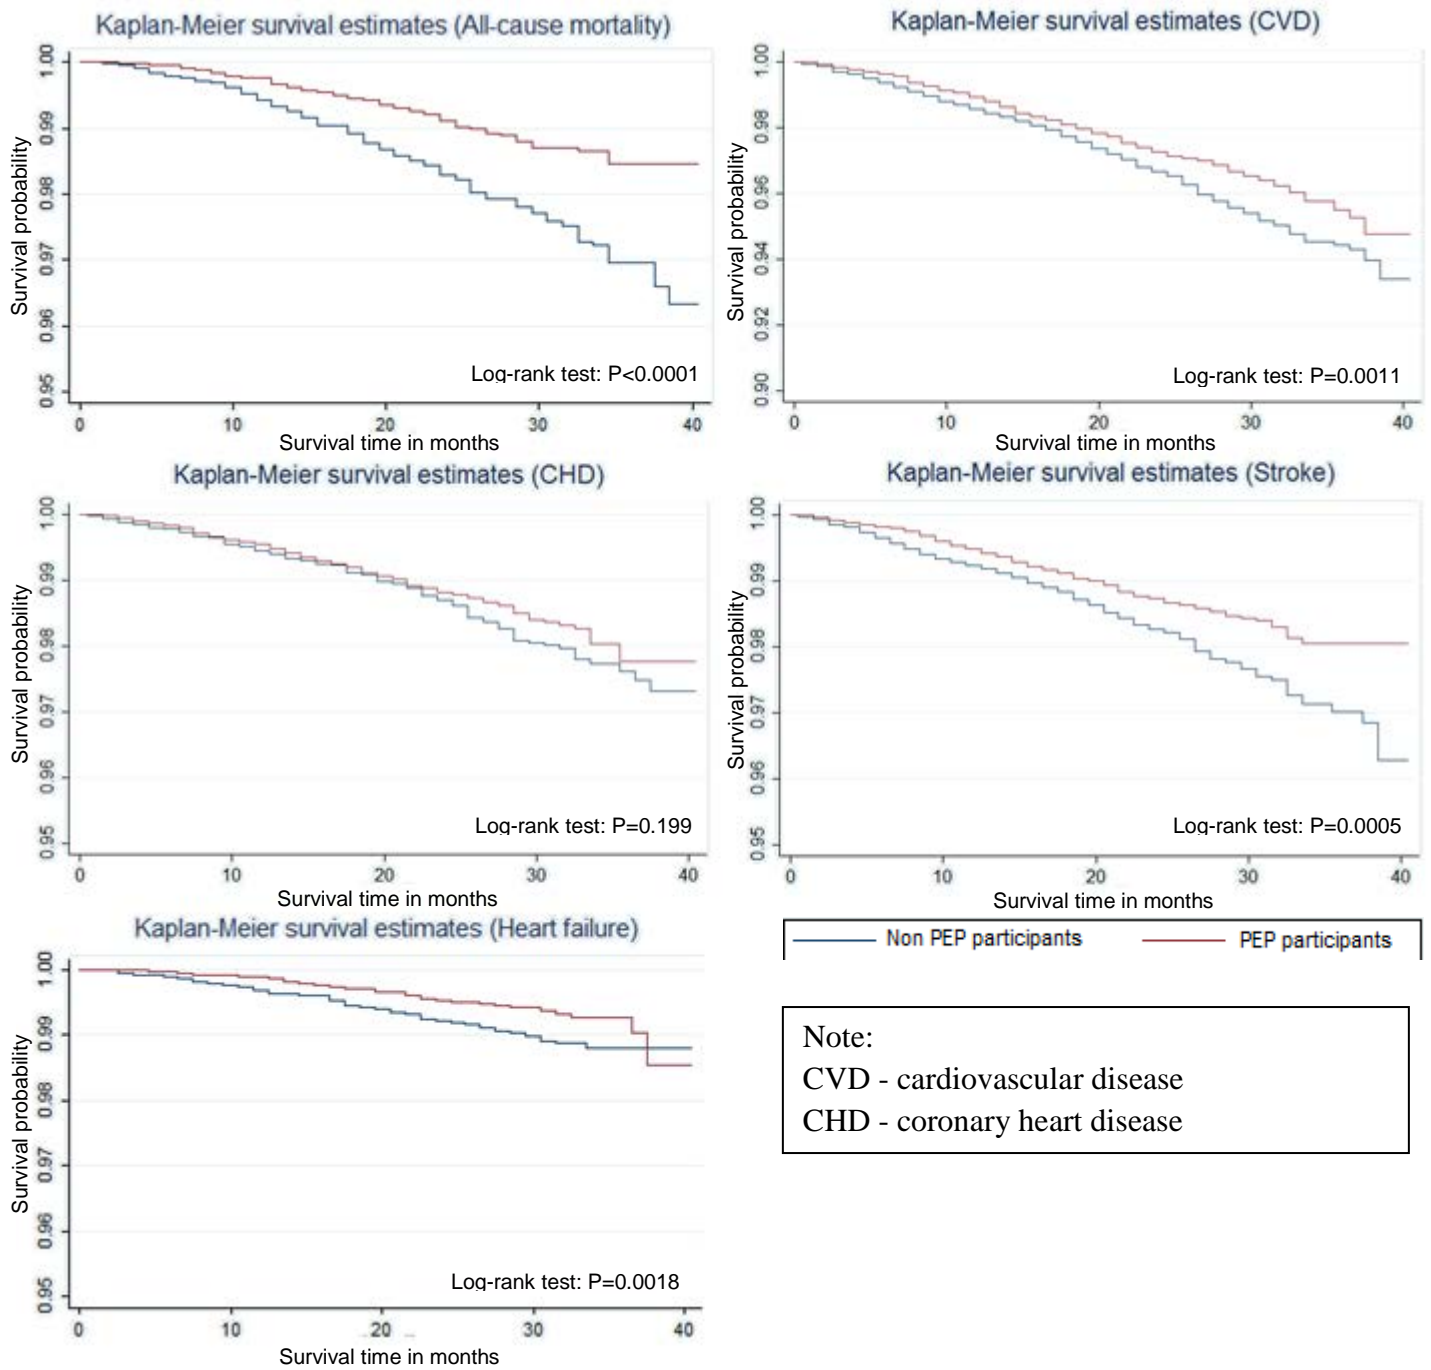 Kaplan-Meier survival estimates (All-cause mortality)
Survival probability
1.00
0.99
0.98
0.97
0.96
0.95
Log-rank test: P<0.0001
0 10 20 30 40
Survival time in months
Kaplan-Meier survival estimates (CVD)
Survival probability
1.00
0.98
0.96
0.94
0.92
0.90
Log-rank test: P=0.0011
0 10 20 30 40
Survival time in months
Kaplan-Meier survival estimates (CHD)
Survival probability
1.00
0.99
0.98
0.97
0.96
0.95
Log-rank test: P=0.199
0 10 20 30 40
Survival time in months
Kaplan-Meier survival estimates (Stroke)
Survival probability
1.00
0.99
0.98
0.97
0.96
0.95
Log-rank test: P=0.0005
0 10 20 30 40
Survival time in months
Kaplan-Meier survival estimates (Heart failure)
Survival probability
1.00
0.99
0.98
0.97
0.96
0.95
Log-rank test: P=0.0018
0 10 20 30 40
Survival time in months
Non PEP participants PEP participants
Note:
CVD - cardiovascular disease
CHD - coronary heart disease